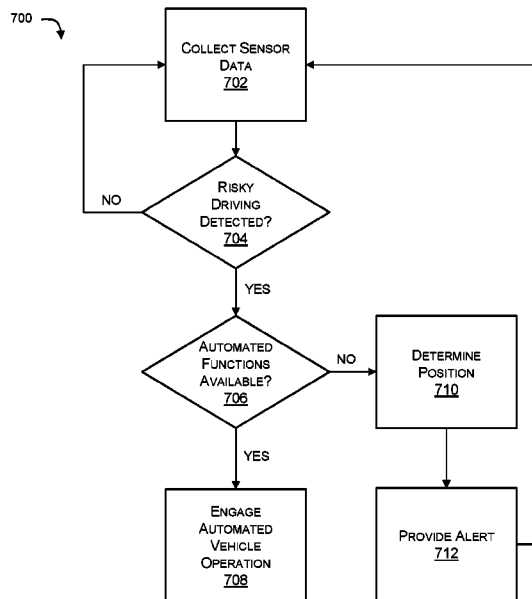 700
COLLECT SENSOR
DATA
702
NO
RISKY
DRIVING
DETECTED?
704
YES
AUTOMATED
FUNCTIONS
AVAILABLE?
706
NO
DETERMINE
POSITION
710
YES
ENGAGE
AUTOMATED
VEHICLE
OPERATION
708
PROVIDE ALERT
712